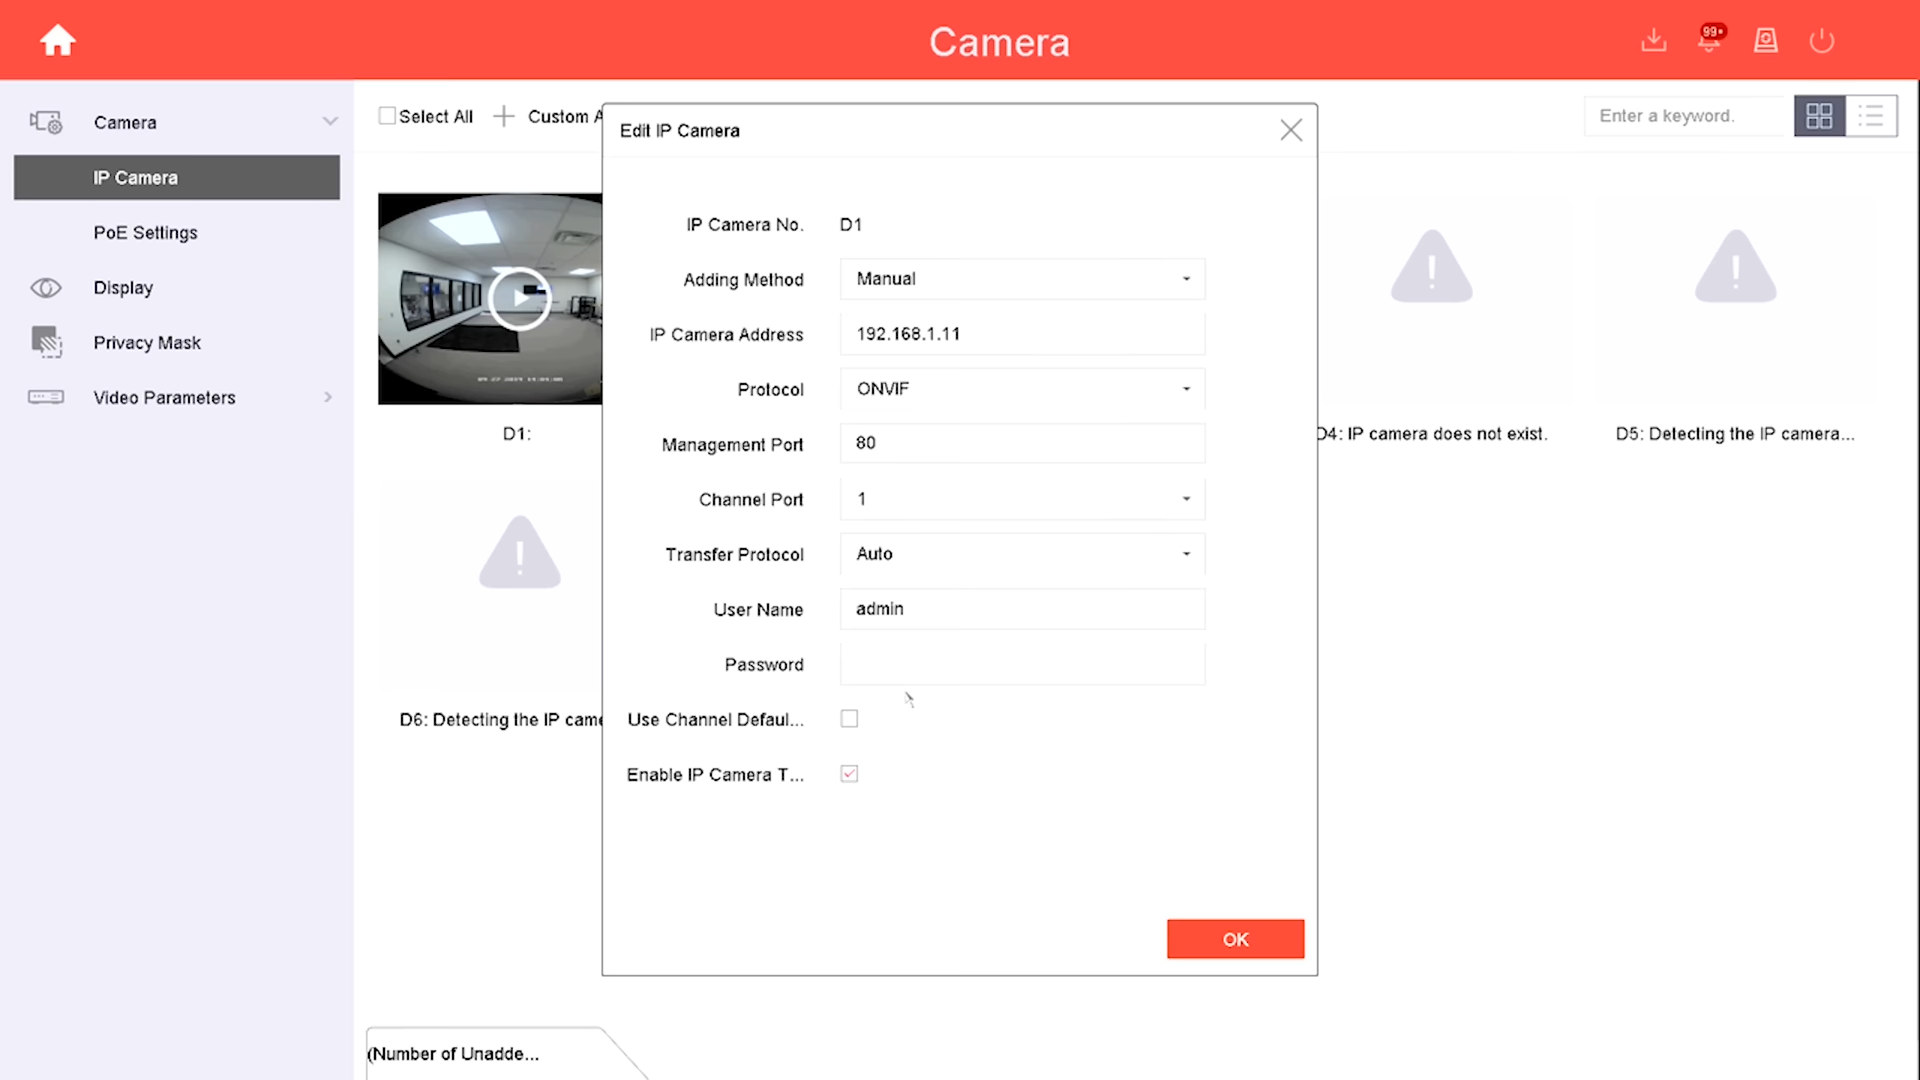 Camera
99+
Camera
IP Camera
PoE Settings
Display
Privacy Mask
Video Parameters
Select All
Custom A
Enter a keyword.
Edit IP Camera
IP Camera No. D1
Adding Method Manual
IP Camera Address 192.168.1.11
Protocol ONVIF
Management Port 80
Channel Port 1
Transfer Protocol Auto
User Name admin
Password
Use Channel Defaul...
Enable IP Camera T...
OK
D1:
D4: IP camera does not exist.
D5: Detecting the IP camera...
D6: Detecting the IP came
(Number of Unadde...